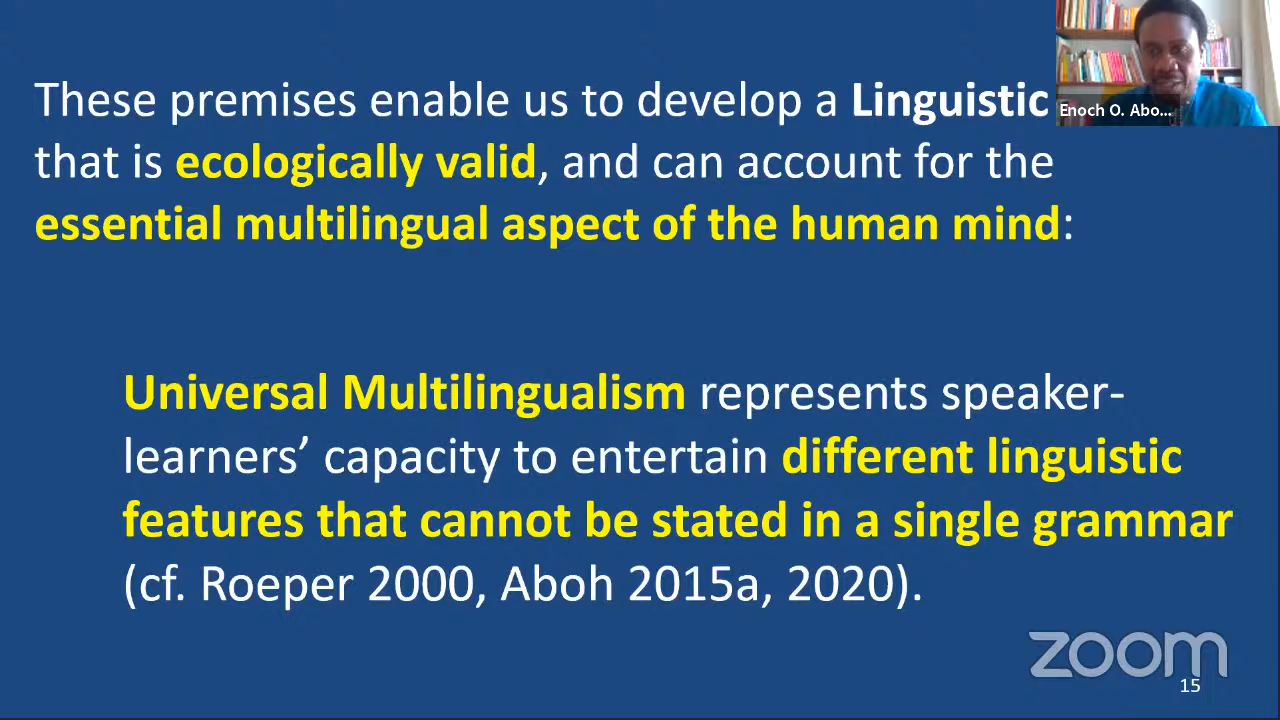 These premises enable us to develop a Linguistic
that is ecologically valid, and can account for the
essential multilingual aspect of the human mind:
Universal Multilingualism represents speaker-
learners’ capacity to entertain different linguistic
features that cannot be stated in a single grammar
(cf. Roeper 2000, Aboh 2015a, 2020).
Enoch O. Abo...
zoom
15